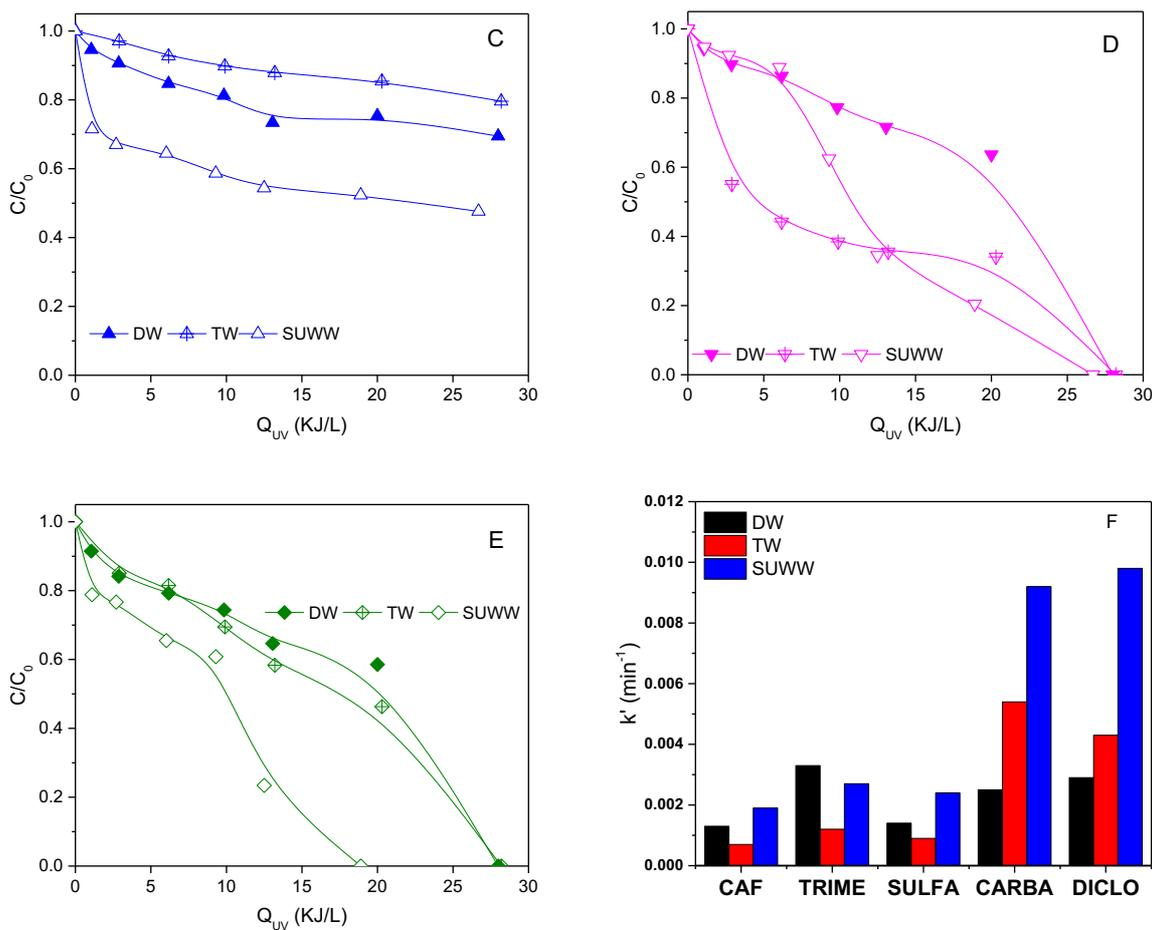 C
C/C0
1.0
0.8
0.6
0.4
0.2
0.0
DW TW SUWW
0 5 10 15 20 25 30
QUV (KJ/L)
D
C/C0
1.0
0.8
0.6
0.4
0.2
0.0
DW TW SUWW
0 5 10 15 20 25 30
QUV (KJ/L)
E
C/C0
1.0
0.8
0.6
0.4
0.2
0.0
DW TW SUWW
0 5 10 15 20 25 30
QUV (KJ/L)
F
k' (min-1)
0.012
0.010
0.008
0.006
0.004
0.002
0.000
DW
TW
SUWW
CAF TRIME SULFA CARBA DICLO